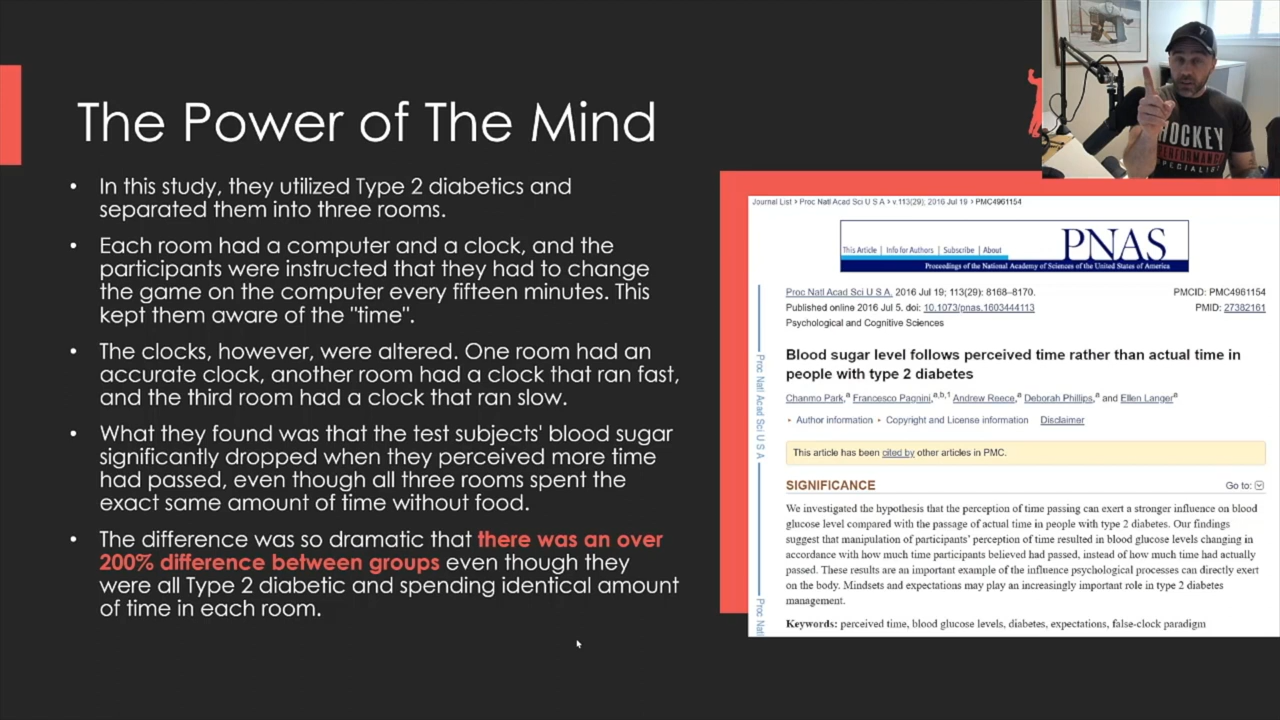 The Power of The Mind
• In this study, they utilized Type 2 diabetics and
separated them into three rooms.
• Each room had a computer and a clock, and the
participants were instructed that they had to change
the game on the computer every fifteen minutes. This
kept them aware of the "time".
• The clocks, however, were altered. One room had an
accurate clock, another room had a clock that ran fast,
and the third room had a clock that ran slow.
• What they found was that the test subjects' blood sugar
significantly dropped when they perceived more time
had passed, even though all three rooms spent the
exact same amount of time without food.
• The difference was so dramatic that there was an over
200% difference between groups even though they
were all Type 2 diabetic and spending identical amount
of time in each room.
HOCKEY
PERFORMANCE
SPECIALIST
Journal List > Proc Natl Acad Sci U S A > v.113(29); 2016 Jul 19 > PMC4961154
This Article | Info for Authors | Subscribe | About
PNAS
Proceedings of the National Academy of Sciences of the United States of America
Proc Natl Acad Sci U S A. 2016 Jul 19; 113(29): 8168–8170.
PMCID: PMC4961154
Published online 2016 Jul 5. doi: 10.1073/pnas.1603444113
PMID: 27382161
Psychological and Cognitive Sciences
Blood sugar level follows perceived time rather than actual time in
people with type 2 diabetes
Chanmo Park,a Francesco Pagnini,a,b,1 Andrew Reece,a Deborah Phillips,a and Ellen Langera
▸ Author information ▸ Copyright and License information Disclaimer
This article has been cited by other articles in PMC.
SIGNIFICANCE
Go to:
We investigated the hypothesis that the perception of time passing can exert a stronger influence on blood
glucose level compared with the passage of actual time in people with type 2 diabetes. Our findings
suggest that manipulation of participants' perception of time resulted in blood glucose levels changing in
accordance with how much time participants believed had passed, instead of how much time had actually
passed. These results are an important example of the influence psychological processes can directly exert
on the body. Mindsets and expectations may play an increasingly important role in type 2 diabetes
management.
Keywords: perceived time, blood glucose levels, diabetes, expectations, false-clock paradigm
Proc Natl Acad Sci U S A
Proc Natl